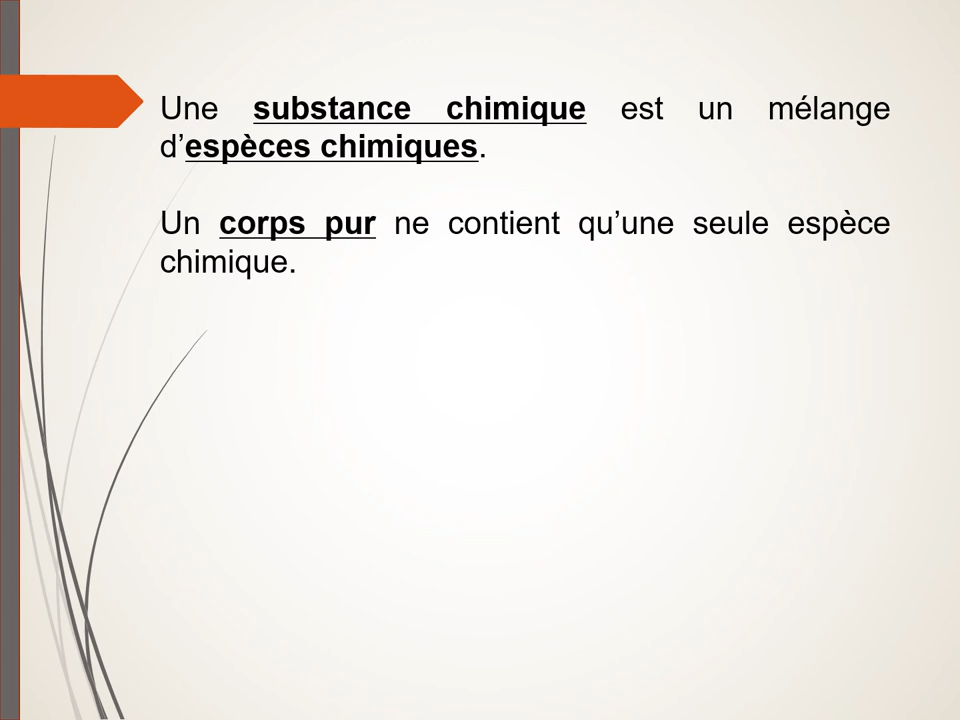 Une substance chimique est un mélange
d’espèces chimiques.
Un corps pur ne contient qu’une seule espèce
chimique.